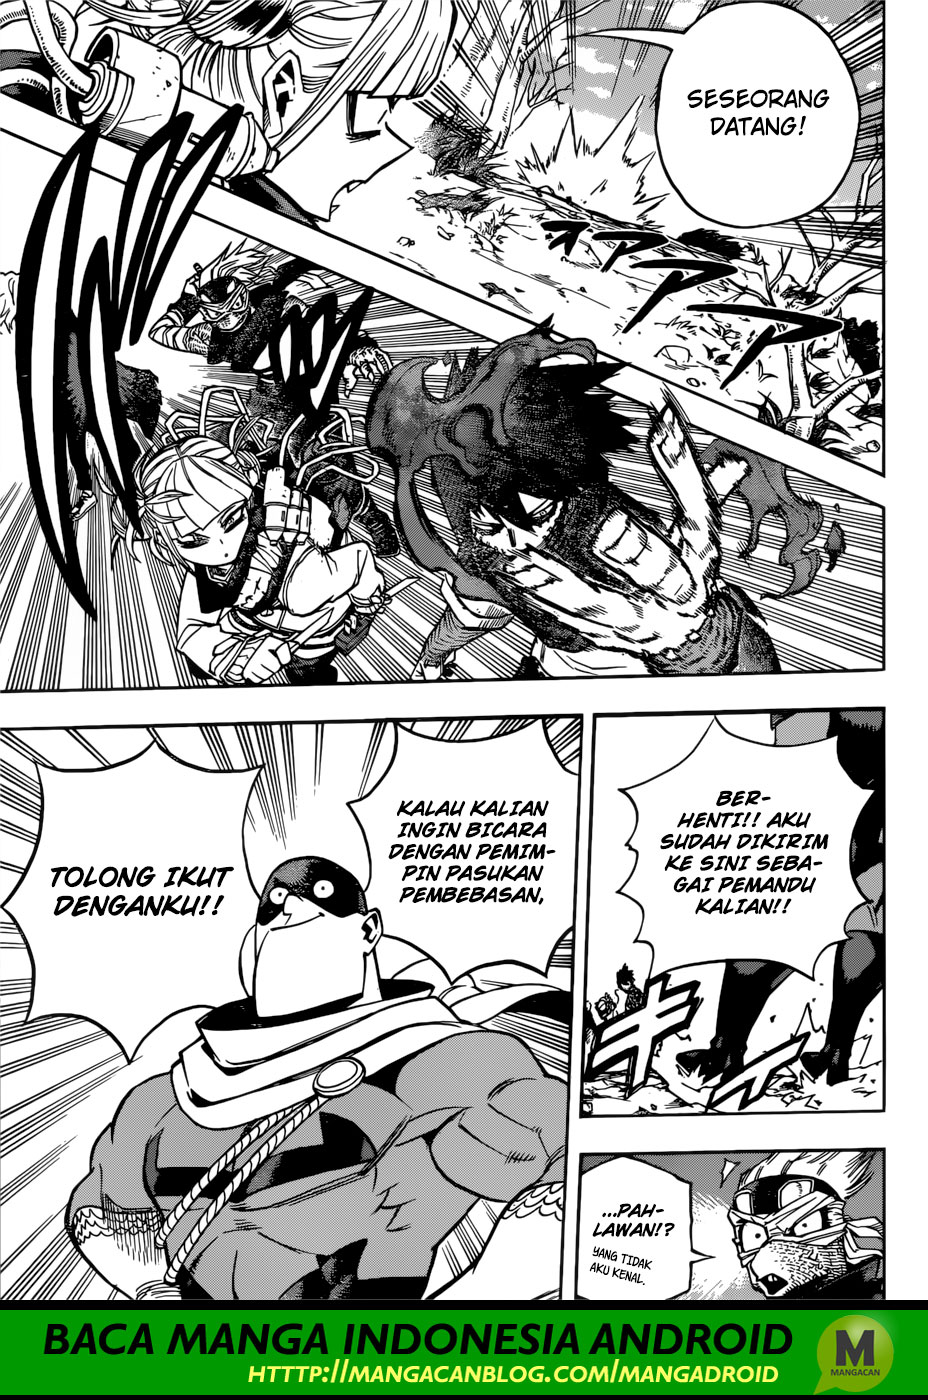 SESEORANG
DATANG!
BER-
HENTI!! AKU
SUDAH DIKIRIM
KE SINI SEBA-
GAI PEMANDU
KALIAN!!
KALAU KALIAN
INGIN BICARA
DENGAN PEMIM-
PIN PASUKAN
PEMBEBASAN,
TOLONG IKUT
DENGANKU!!
...PAH-
LAWAN!?
YANG TIDAK
AKU KENAL.
BACA MANGA INDONESIA ANDROID
HTTTP://MANGACANBLOG.COM/MANGADROID
M
MANGACAN